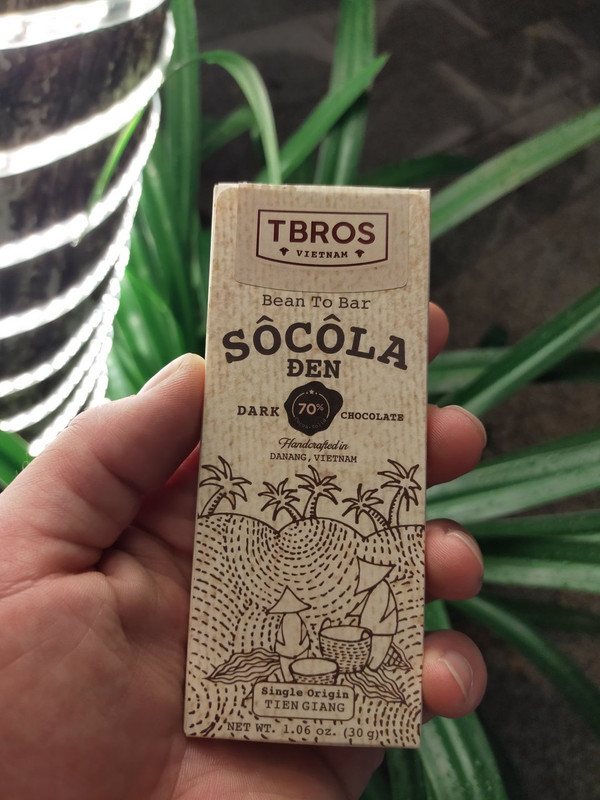 TBROS
VIETNAM
Bean To Bar
SÔCÔLA
ĐEN
DARK 70% CHOCOLATE
Handcrafted in
DANANG, VIETNAM
Single Origin
TIEN GIANG
NET WT. 1.06 oz. (30 g)